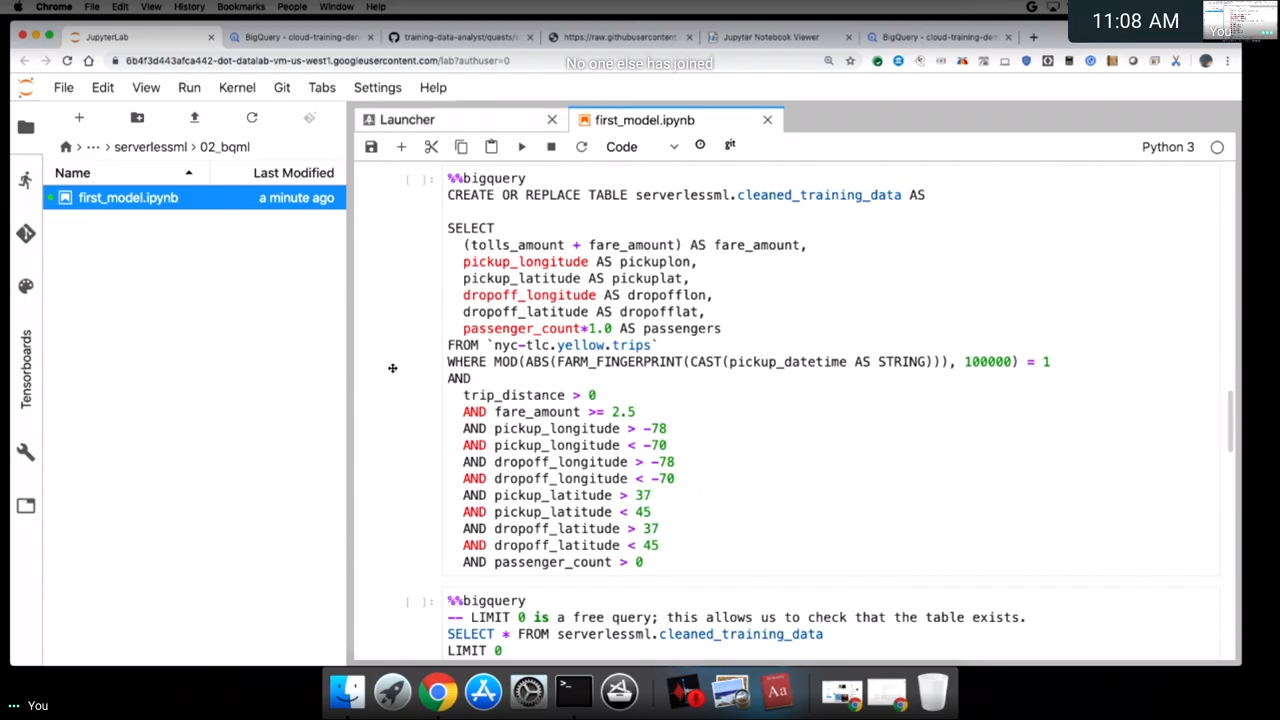 Chrome File Edit View History Bookmarks People Window Help
11:08 AM
You
JupyterLab
BigQuery - cloud-training-de
training-data-analyst/quests/s
https://raw.githubusercontent.
Jupyter Notebook Viewer
BigQuery - cloud-training-dem
6b4f3d443afca442-dot-datalab-vm-us-west1.googleusercontent.com/lab?authuser=0
No one else has joined
File Edit View Run Kernel Git Tabs Settings Help
Launcher
first_model.ipynb
Code
git
Python 3
··· serverlessml 02_bqml
Name Last Modified
first_model.ipynb a minute ago
Tensorboards
[ ]:
%%bigquery
CREATE OR REPLACE TABLE serverlessml.cleaned_training_data AS
SELECT
(tolls_amount + fare_amount) AS fare_amount,
pickup_longitude AS pickuplon,
pickup_latitude AS pickuplat,
dropoff_longitude AS dropofflon,
dropoff_latitude AS dropofflat,
passenger_count*1.0 AS passengers
FROM `nyc-tlc.yellow.trips`
WHERE MOD(ABS(FARM_FINGERPRINT(CAST(pickup_datetime AS STRING))), 100000) = 1
AND
trip_distance > 0
AND fare_amount >= 2.5
AND pickup_longitude > -78
AND pickup_longitude < -70
AND dropoff_longitude > -78
AND dropoff_longitude < -70
AND pickup_latitude > 37
AND pickup_latitude < 45
AND dropoff_latitude > 37
AND dropoff_latitude < 45
AND passenger_count > 0
[ ]:
%%bigquery
-- LIMIT 0 is a free query; this allows us to check that the table exists.
SELECT * FROM serverlessml.cleaned_training_data
LIMIT 0
Aa
You